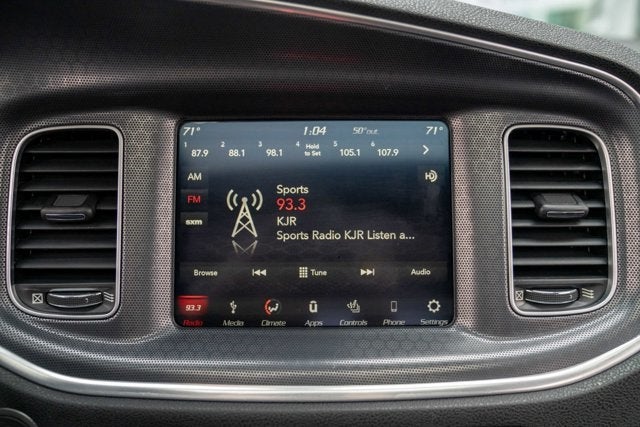 71° 1:04 50° out. 71°
1 2 3 4 5 6
87.9 88.1 98.1 Hold to Set 105.1 107.9
AM
FM
sxm
Sports
93.3
KJR
Sports Radio KJR Listen a...
HD
Browse Tune Audio
93.3
Radio Media Climate Apps Controls Phone Settings